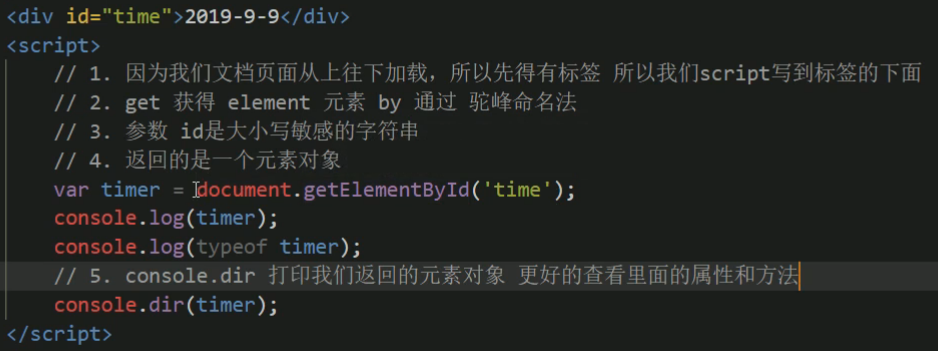 <div id="time">2019-9-9</div>
<script>
// 1. 因为我们文档页面从上往下加载，所以先得有标签 所以我们script写到标签的下面
// 2. get 获得 element 元素 by 通过 驼峰命名法
// 3. 参数 id是大小写敏感的字符串
// 4. 返回的是一个元素对象
var timer = document.getElementById('time');
console.log(timer);
console.log(typeof timer);
// 5. console.dir 打印我们返回的元素对象 更好的查看里面的属性和方法
console.dir(timer);
</script>